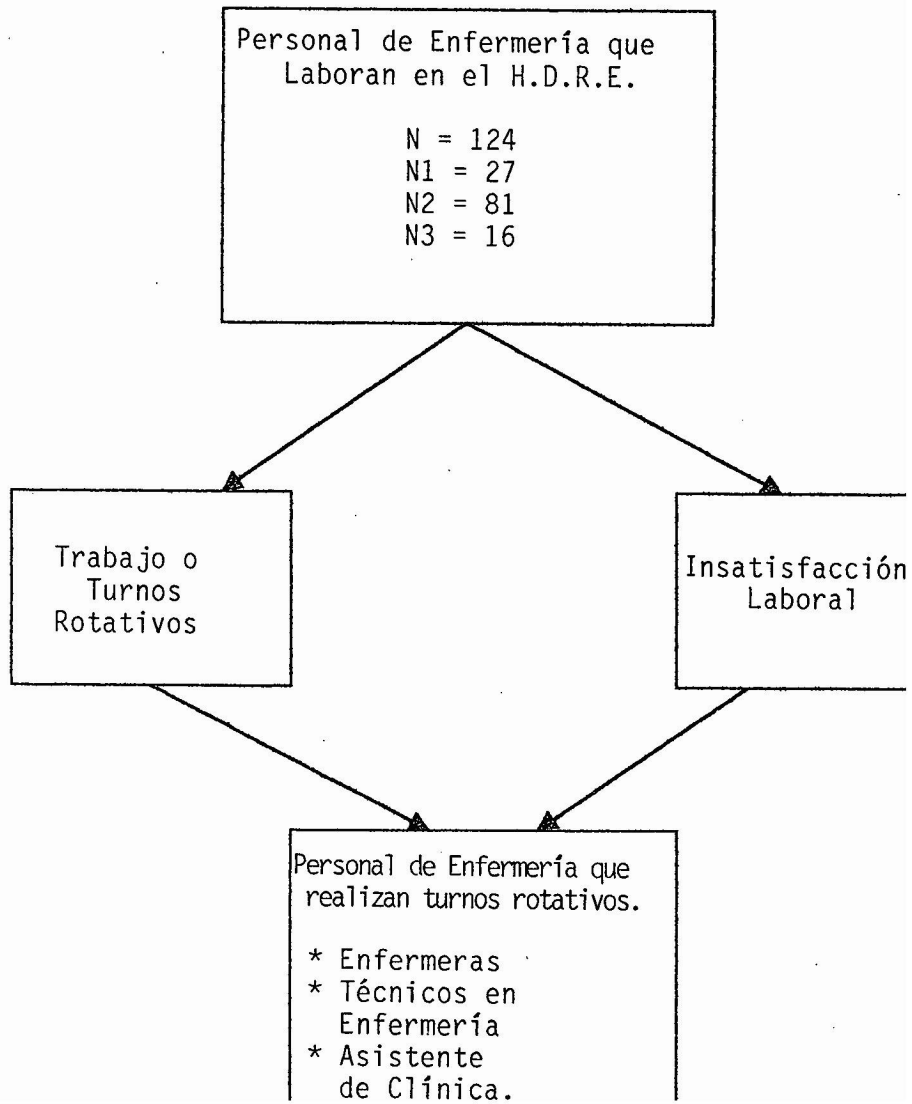 Personal de Enfermería que
Laboran en el H.D.R.E.
N = 124
N1 = 27
N2 = 81
N3 = 16
Trabajo o
Turnos
Rotativos
Insatisfacción
Laboral
Personal de Enfermería que
realizan turnos rotativos.
* Enfermeras
* Técnicos en
Enfermería
* Asistente
de Clínica.